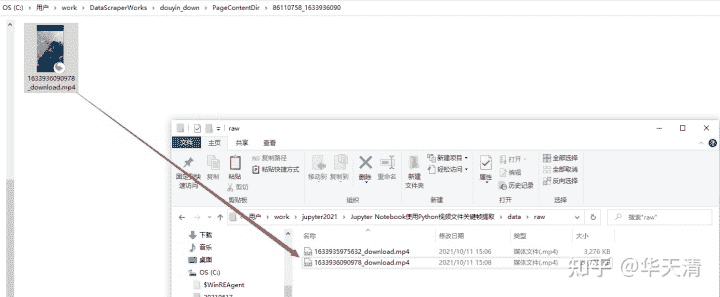 OS (C:) › 用户 › work › DataScraperWorks › douyin_down › PageContentDir › 86110758_1633936090
1633936090978
_download.mp4
raw
文件 主页 共享 查看
固定到快速访问
复制
粘贴
复制路径
粘贴快捷方式
剪切
剪贴板
移动到
复制到
删除
重命名
组织
新建
文件夹
新建项目
轻松访问
新建
属性
打开
编辑
历史记录
打开
全部选择
全部取消
反向选择
选择
用户 › work › jupyter2021 › Jupyter Notebook使用Python视频文件关键帧提取 › data › raw
搜索"raw"
下载
音乐
桌面
OS (C:)
$WinREAgent
20210617
名称 修改日期 类型 大小
1633935975632_download.mp4 2021/10/11 15:06 媒体文件(.mp4) 3,276 KB
1633936090978_download.mp4 2021/10/11 15:08 媒体文件(.mp4)
知乎 @华天清